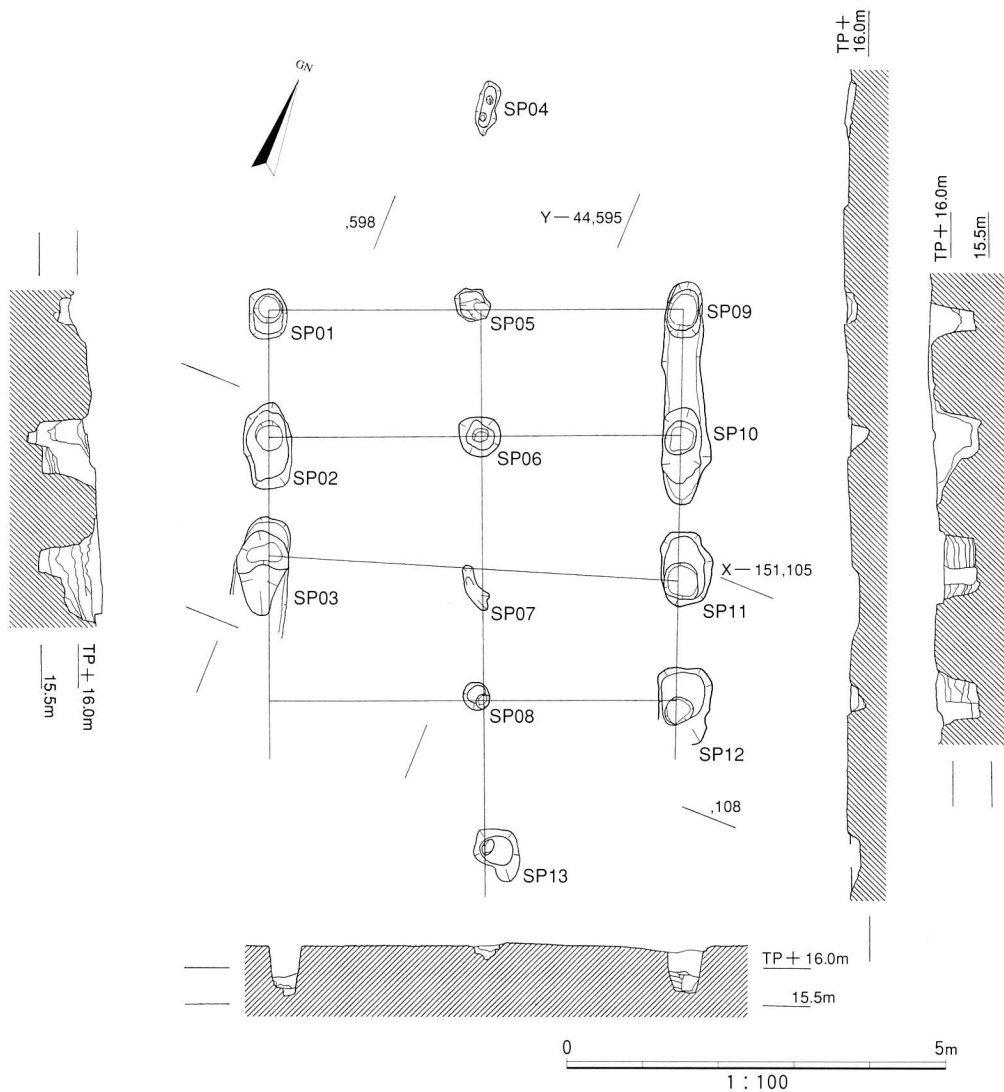 TP+
16.0m
GN
SP04
,598
Y—44,595
TP+16.0m
15.5m
SP01
SP05
SP09
SP02
SP06
SP10
SP03
SP07
X—151,105
SP11
SP08
SP12
TP+16.0m
15.5m
,108
SP13
TP+16.0m
15.5m
0
5m
1:100